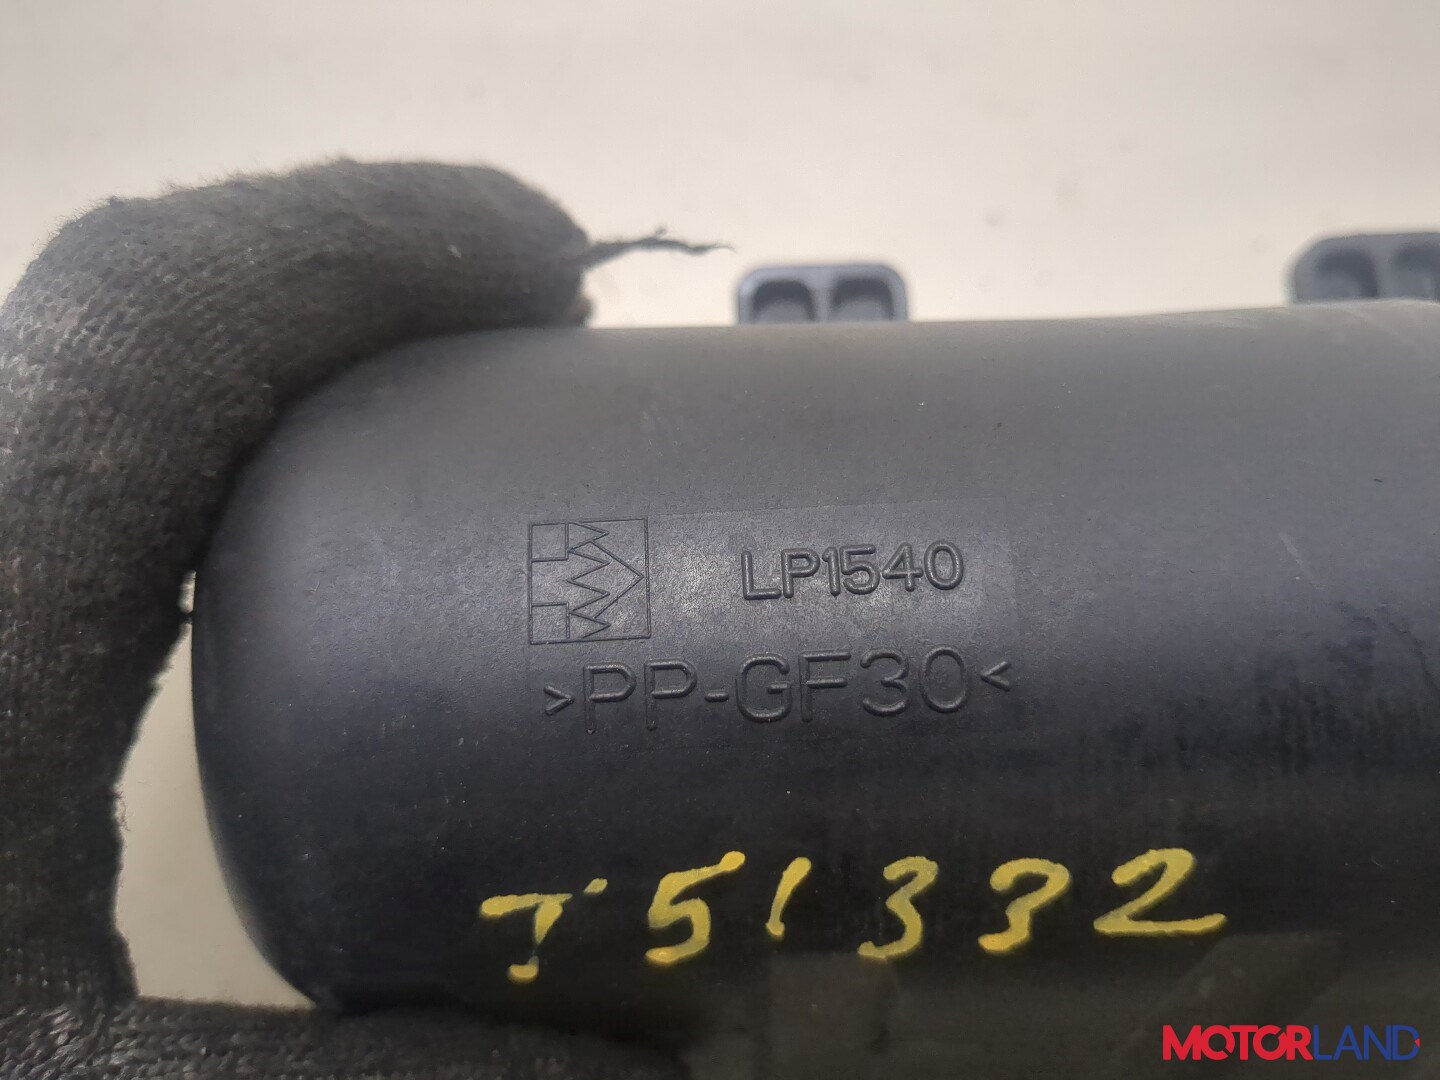 LP1540
>PP-GF30<
T51332
MOTORLAND